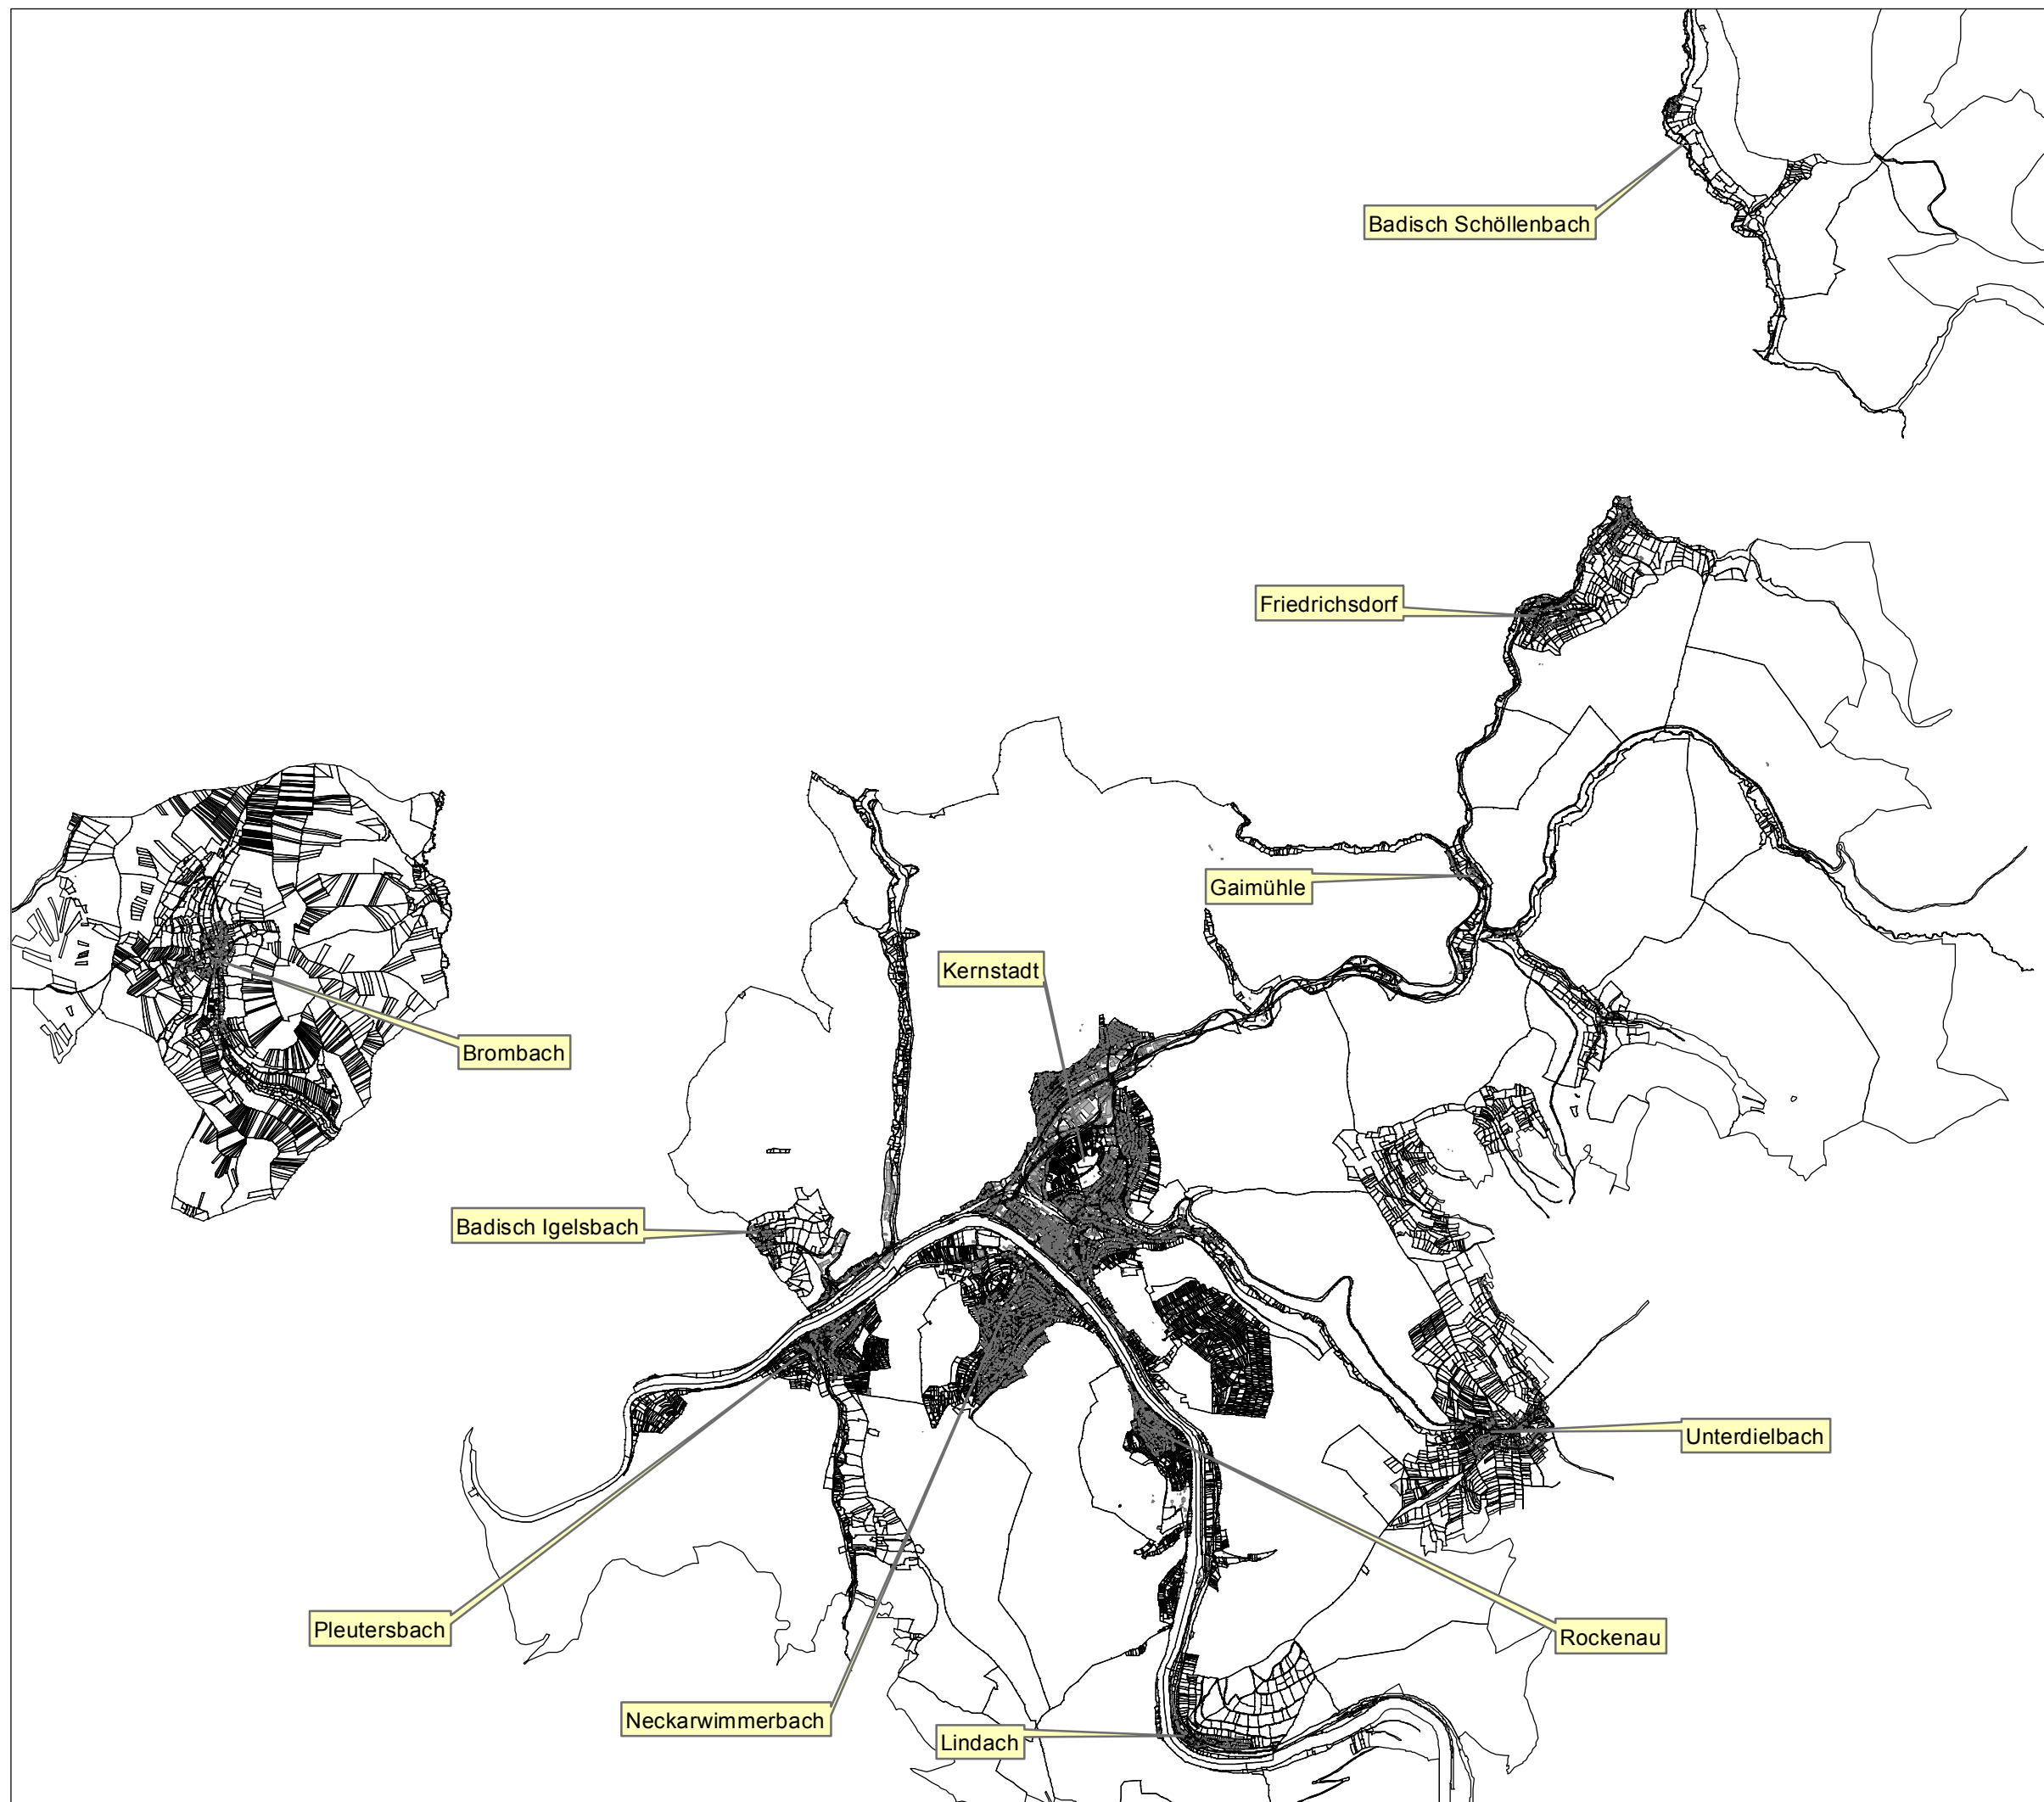 Badisch Schöllenbach
Friedrichsdorf
Gaimühle
Kernstadt
Brombach
Badisch Igelsbach
Unterdielbach
Pleutersbach
Rockenau
Neckarwimmerbach
Lindach